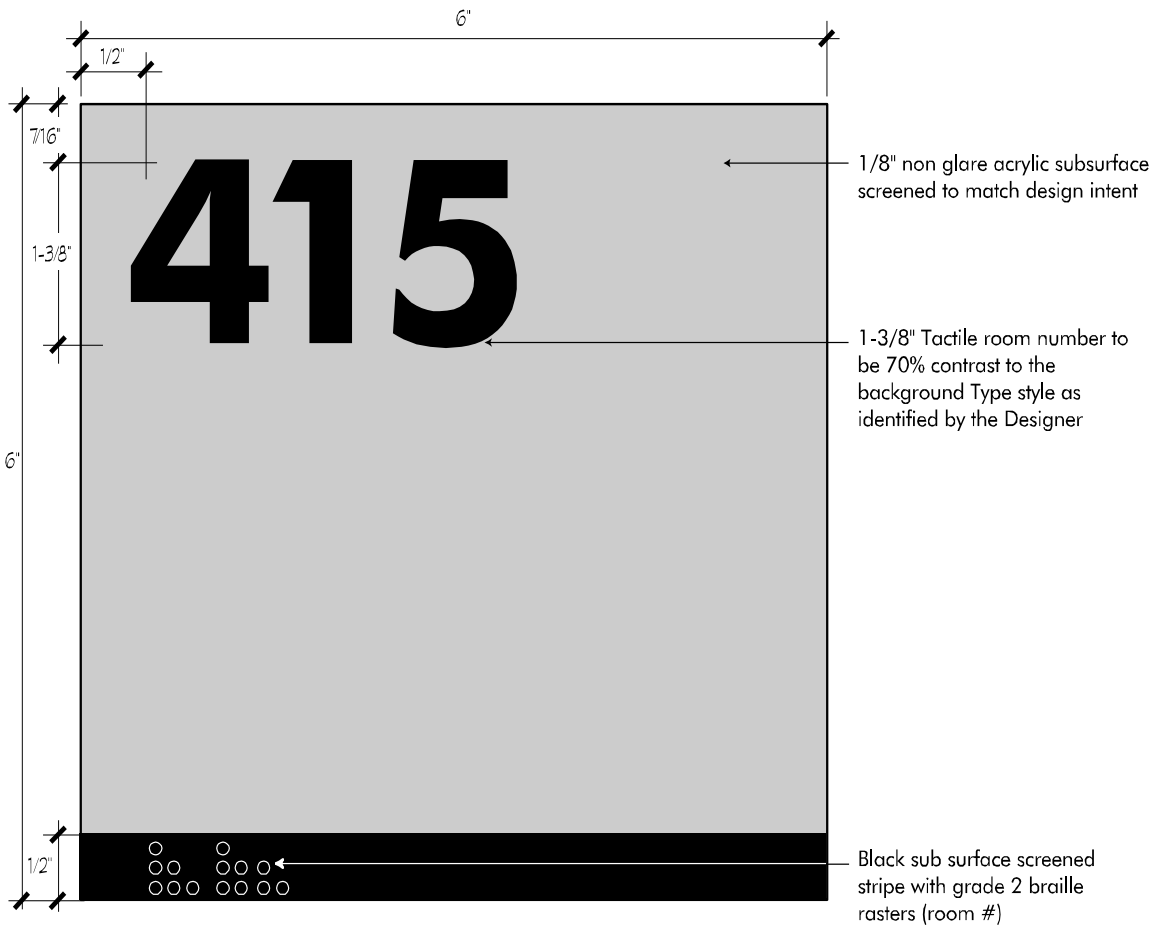 6"
1/2"
7/16"
415
1/8" non glare acrylic subsurface
screened to match design intent
1-3/8"
1-3/8" Tactile room number to
be 70% contrast to the
background Type style as
identified by the Designer
6"
1/2"
Black sub surface screened
stripe with grade 2 braille
rasters (room #)